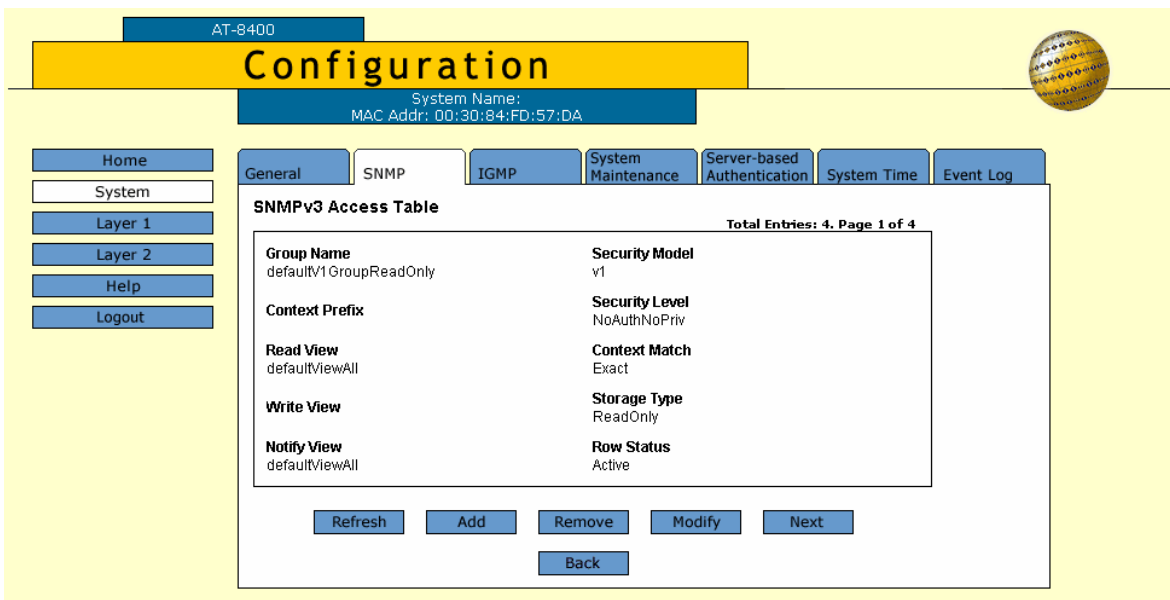 AT-8400
Configuration
System Name:
MAC Addr: 00:30:84:FD:57:DA
Home
System
Layer 1
Layer 2
Help
Logout
General
SNMP
IGMP
System
Maintenance
Server-based
Authentication
System Time
Event Log
SNMPv3 Access Table
Total Entries: 4. Page 1 of 4
Group Name
defaultV1GroupReadOnly
Security Model
v1
Context Prefix
Security Level
NoAuthNoPriv
Read View
defaultViewAll
Context Match
Exact
Write View
Storage Type
ReadOnly
Notify View
defaultViewAll
Row Status
Active
Refresh
Add
Remove
Modify
Next
Back